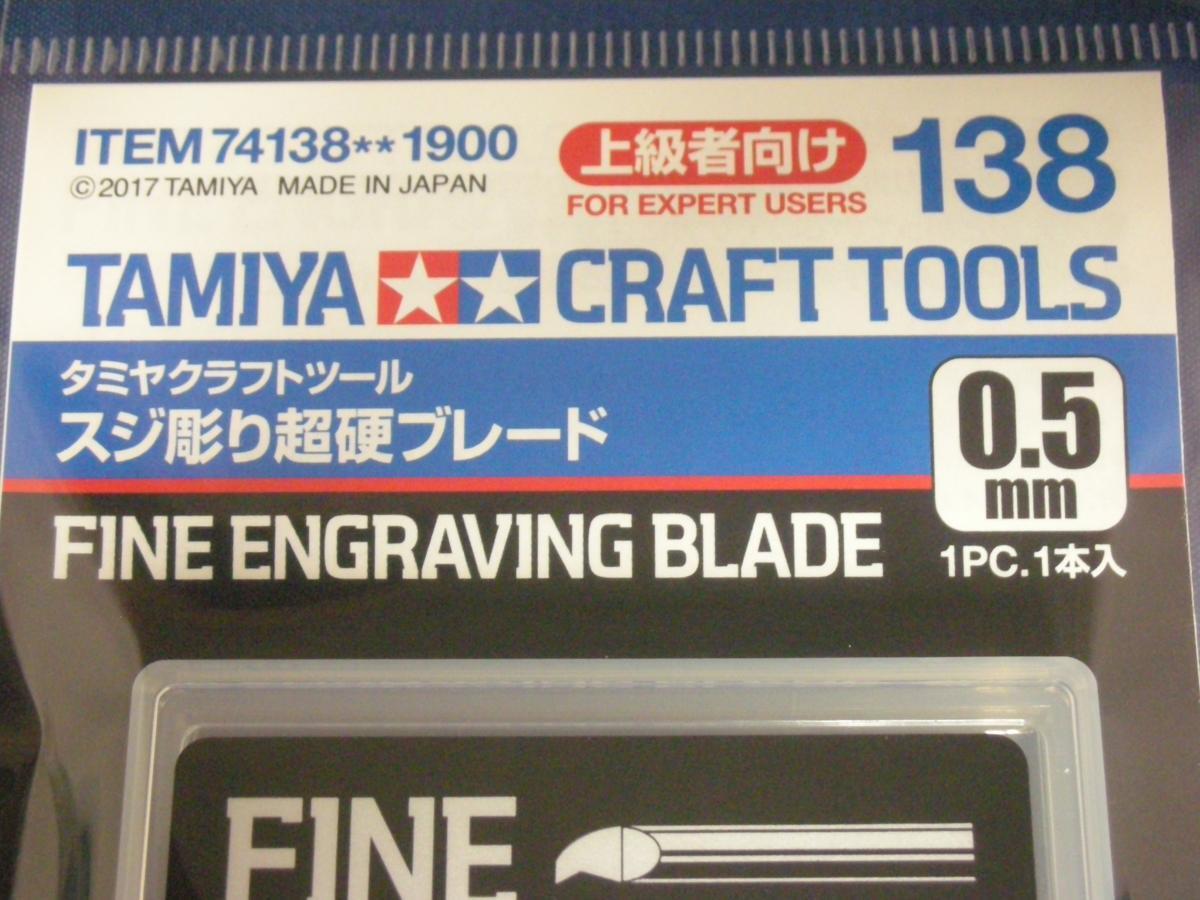 ITEM 74138**1900
©2017 TAMIYA MADE IN JAPAN
上級者向け
FOR EXPERT USERS
138
TAMIYA CRAFT TOOLS
タミヤクラフトツール
スジ彫り超硬ブレード
0.5
mm
FINE ENGRAVING BLADE
1PC.1本入
FINE